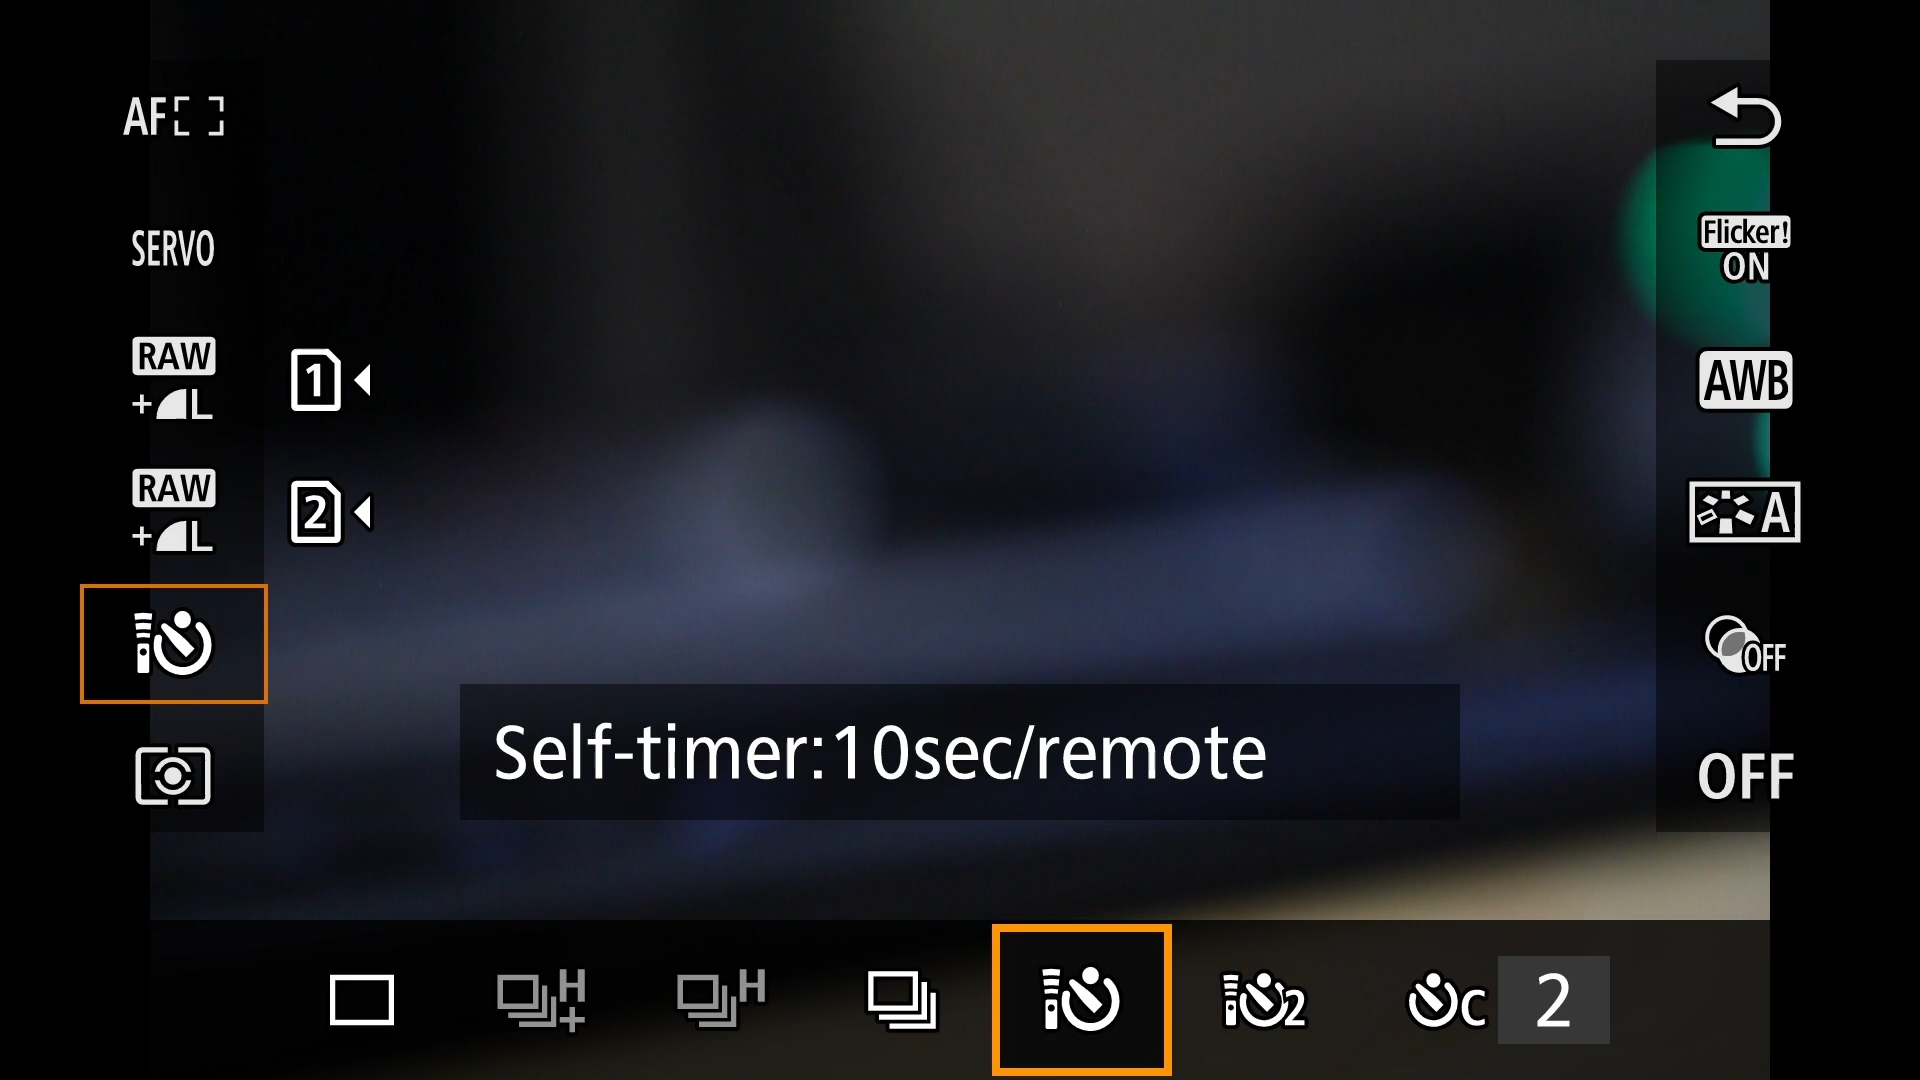 AF
SERVO
RAW
+L
1
RAW
+L
2
Flicker!
ON
AWB
A
OFF
OFF
Self-timer:10sec/remote
H+
H
2
C
2